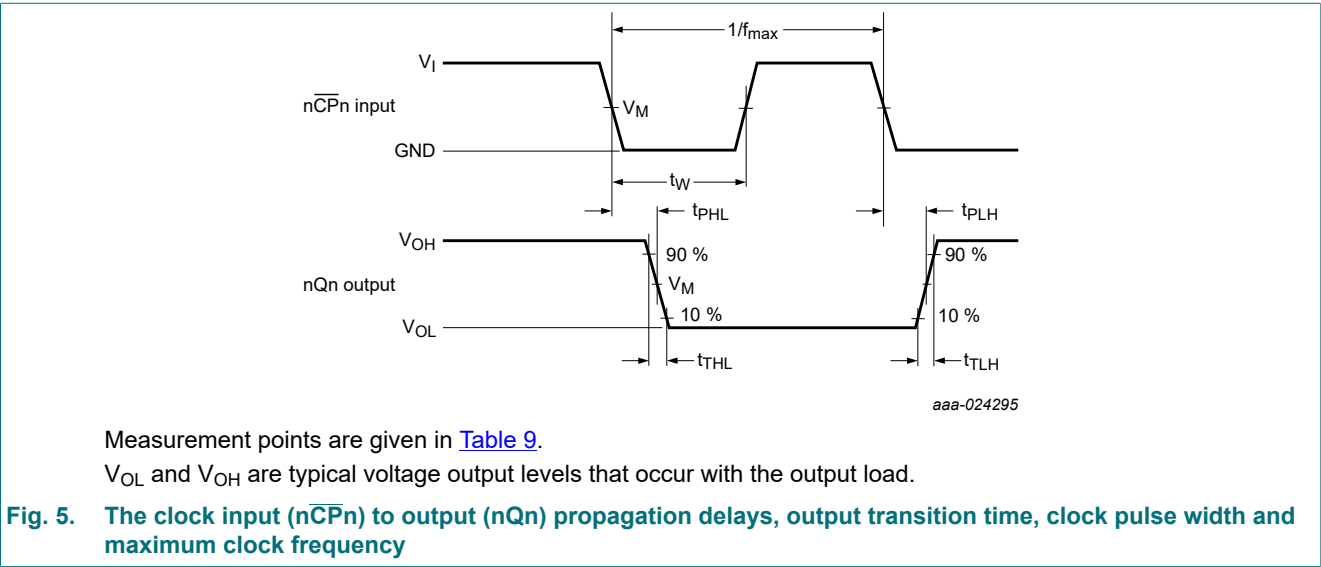 1/fmax
VI
nCPn input
VM
GND
tW
tPHL
tPLH
VOH
90 %
90 %
nQn output
VM
10 %
10 %
VOL
tTHL
tTLH
aaa-024295
Measurement points are given in Table 9.
VOL and VOH are typical voltage output levels that occur with the output load.
Fig. 5. The clock input (nCPn) to output (nQn) propagation delays, output transition time, clock pulse width and
maximum clock frequency